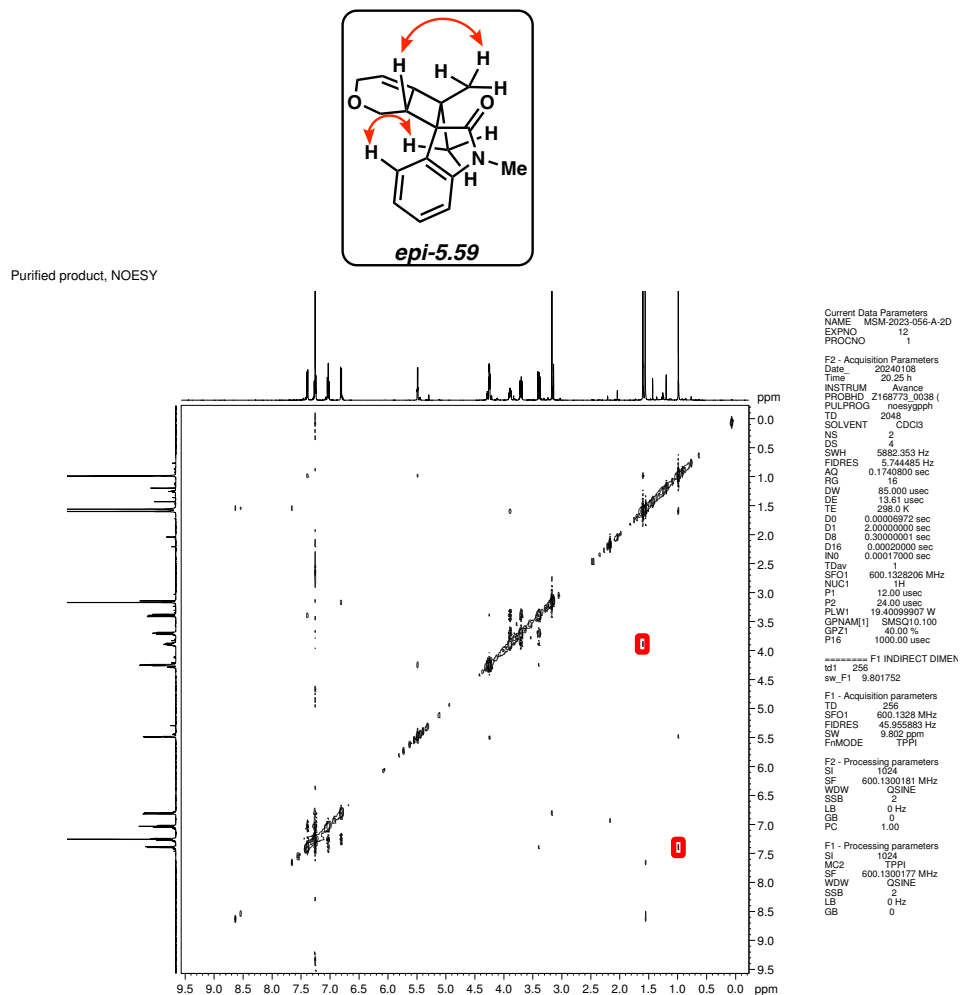 H H
H H
O O
H H
H N Me
H
epi-5.59
Purified product, NOESY
Current Data Parameters
NAME MSM-2023-056-A-2D
EXPNO 12
PROCNO 1
F2 - Acquisition Parameters
Date_ 20240108
Time 20.25 h
INSTRUM Avance
PROBHD Z168773_0038 (
PULPROG noesygpph
TD 2048
SOLVENT CDCl3
NS 2
DS 4
SWH 5882.353 Hz
FIDRES 5.744485 Hz
AQ 0.1740800 sec
RG 16
DW 85.000 usec
DE 13.61 usec
TE 298.0 K
D0 0.00006972 sec
D1 2.00000000 sec
D8 0.30000001 sec
D16 0.00020000 sec
IN0 0.00017000 sec
TDav 1
SFO1 600.1328206 MHz
NUC1 1H
P1 12.00 usec
P2 24.00 usec
PLW1 19.40099907 W
GPNAM[1] SMSQ10.100
GPZ1 40.00 %
P16 1000.00 usec
======== F1 INDIRECT DIMEN
td1 256
sw_F1 9.801752
F1 - Acquisition parameters
TD 256
SFO1 600.1328 MHz
FIDRES 45.955883 Hz
SW 9.802 ppm
FnMODE TPPI
F2 - Processing parameters
SI 1024
SF 600.1300181 MHz
WDW QSINE
SSB 2
LB 0 Hz
GB 0
PC 1.00
F1 - Processing parameters
SI 1024
MC2 TPPI
SF 600.1300177 MHz
WDW QSINE
SSB 2
LB 0 Hz
GB 0
ppm
0.0
0.5
1.0
1.5
2.0
2.5
3.0
3.5
4.0
4.5
5.0
5.5
6.0
6.5
7.0
7.5
8.0
8.5
9.0
9.5
9.5 9.0 8.5 8.0 7.5 7.0 6.5 6.0 5.5 5.0 4.5 4.0 3.5 3.0 2.5 2.0 1.5 1.0 0.5 0.0 ppm